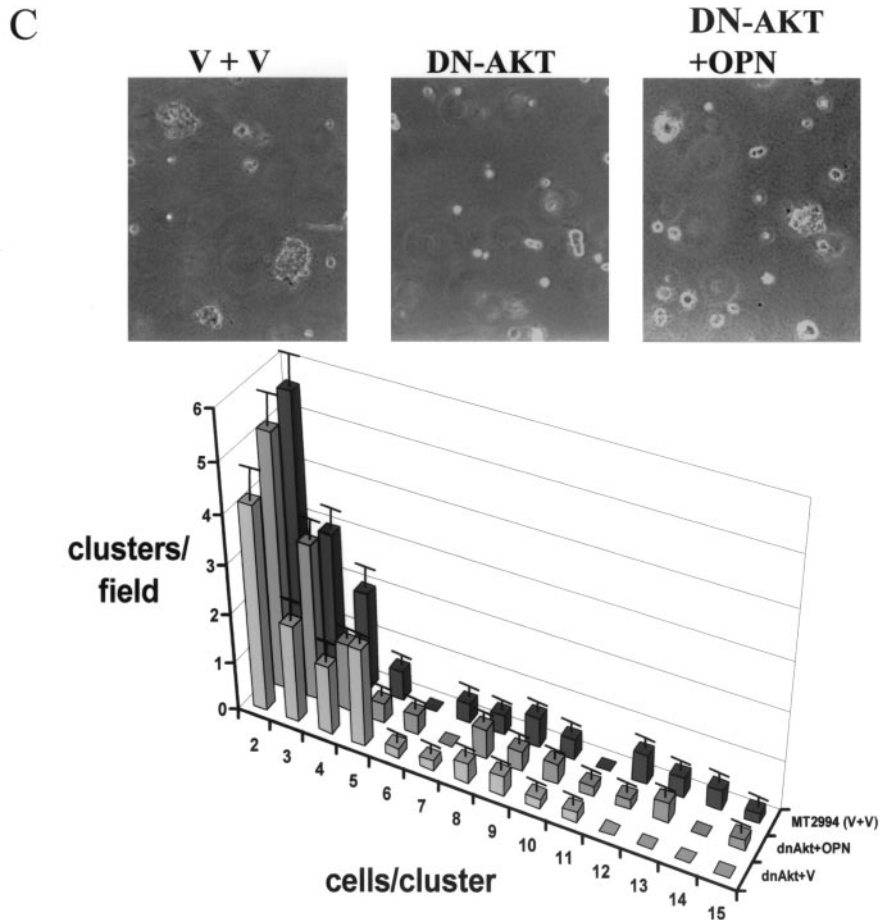 C
V + V
DN-AKT
DN-AKT
+OPN
6
5
4
3
2
1
0
clusters/
field
2
3
4
5
6
7
8
9
10
11
12
13
14
15
cells/cluster
MT2994 (V+V)
dnAkt+OPN
dnAkt+V